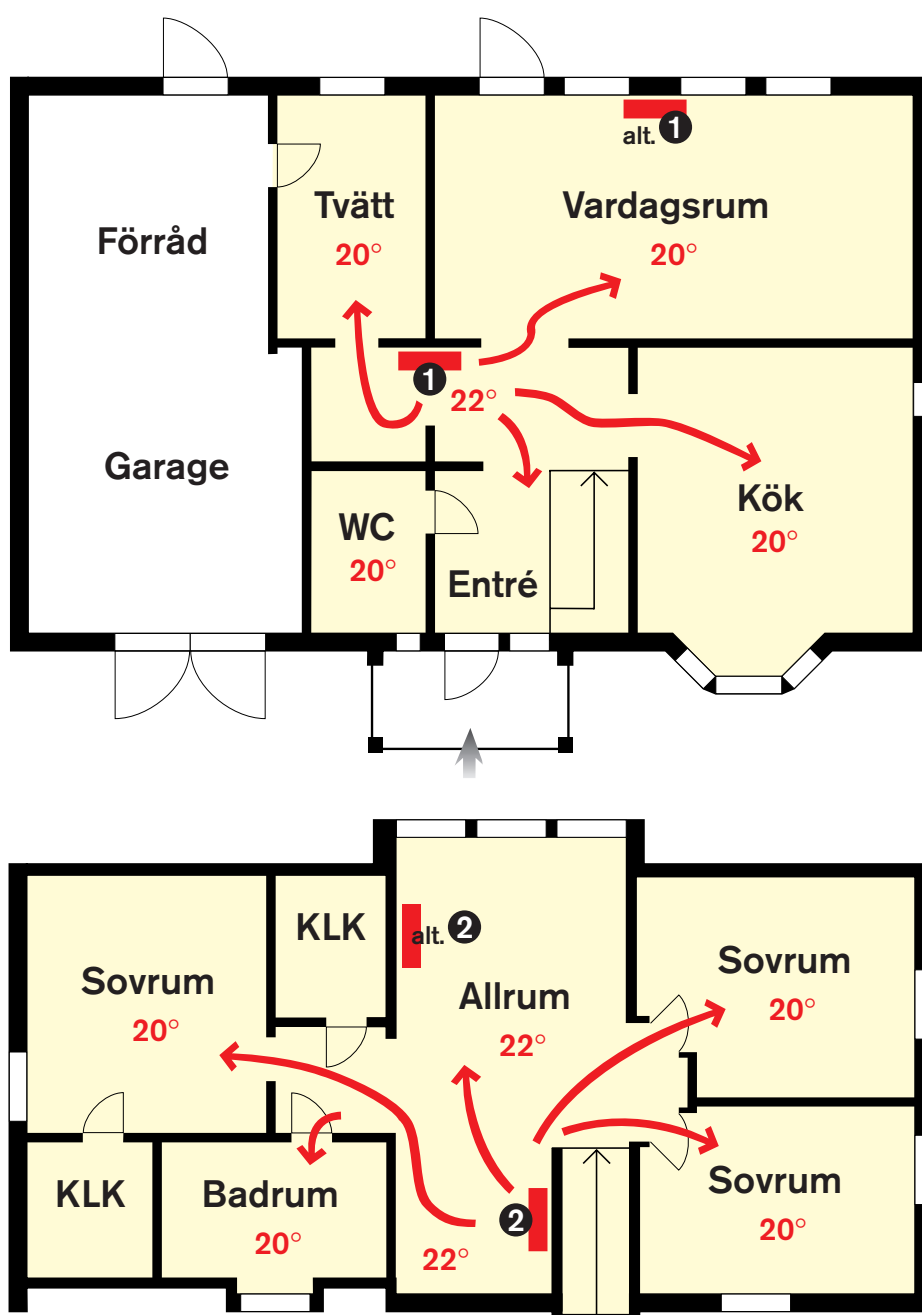 alt. 1
Tvätt
20°
Vardagsrum
20°
Förråd
1
22°
Garage
WC
20°
Kök
20°
Entré
KLK
alt. 2
Sovrum
20°
Allrum
22°
Sovrum
20°
KLK
Badrum
20°
2
22°
Sovrum
20°